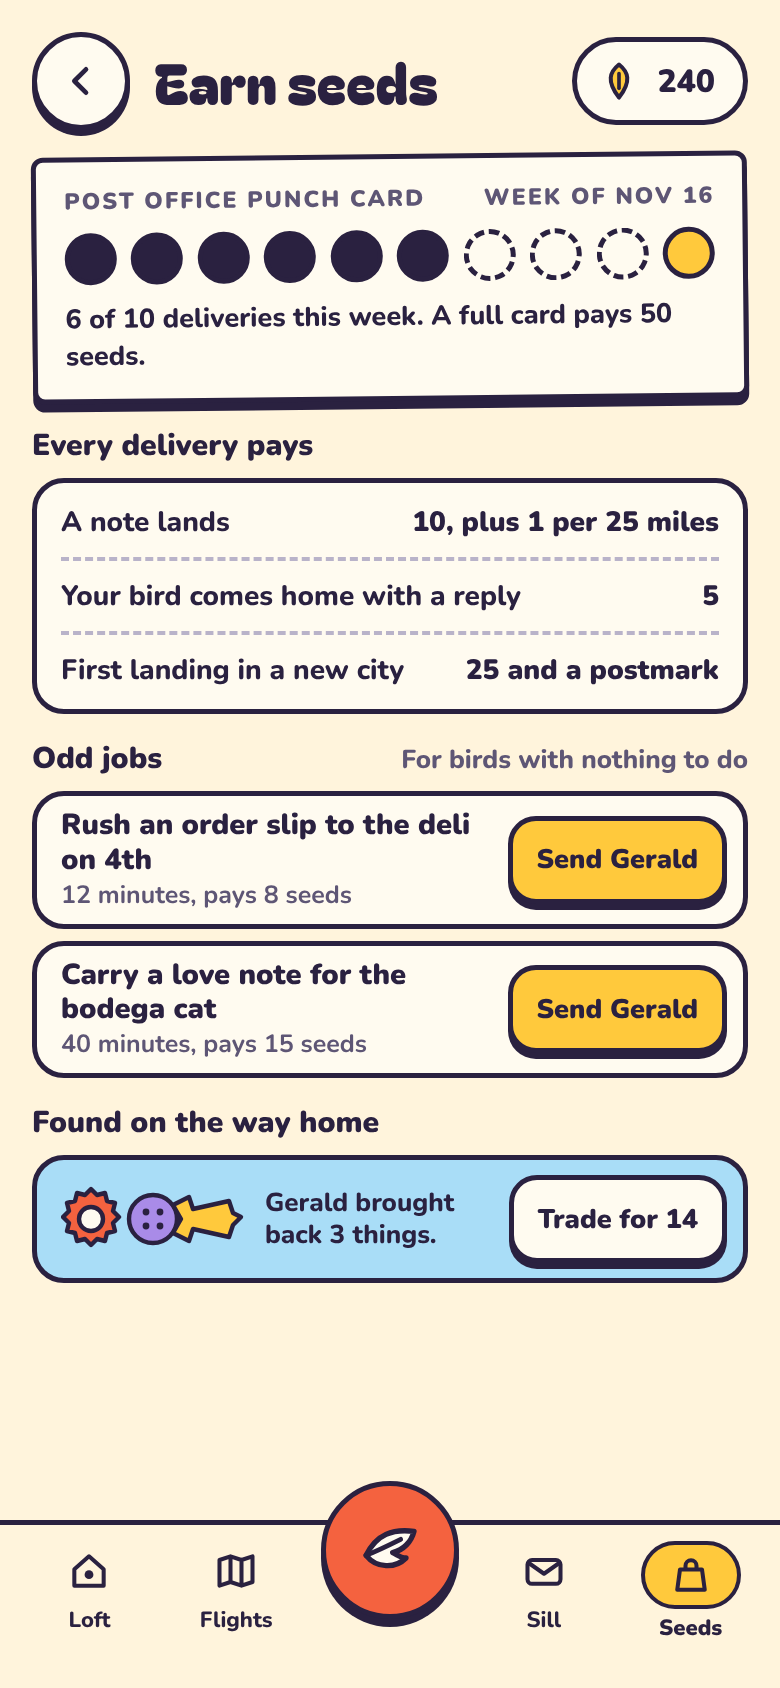 Earn seeds
240
POST OFFICE PUNCH CARD
WEEK OF NOV 16
6 of 10 deliveries this week. A full card pays 50
seeds.
Every delivery pays
A note lands
10, plus 1 per 25 miles
Your bird comes home with a reply
5
First landing in a new city
25 and a postmark
Odd jobs
For birds with nothing to do
Rush an order slip to the deli
on 4th
12 minutes, pays 8 seeds
Send Gerald
Carry a love note for the
bodega cat
40 minutes, pays 15 seeds
Send Gerald
Found on the way home
Gerald brought
back 3 things.
Trade for 14
Loft
Flights
Sill
Seeds